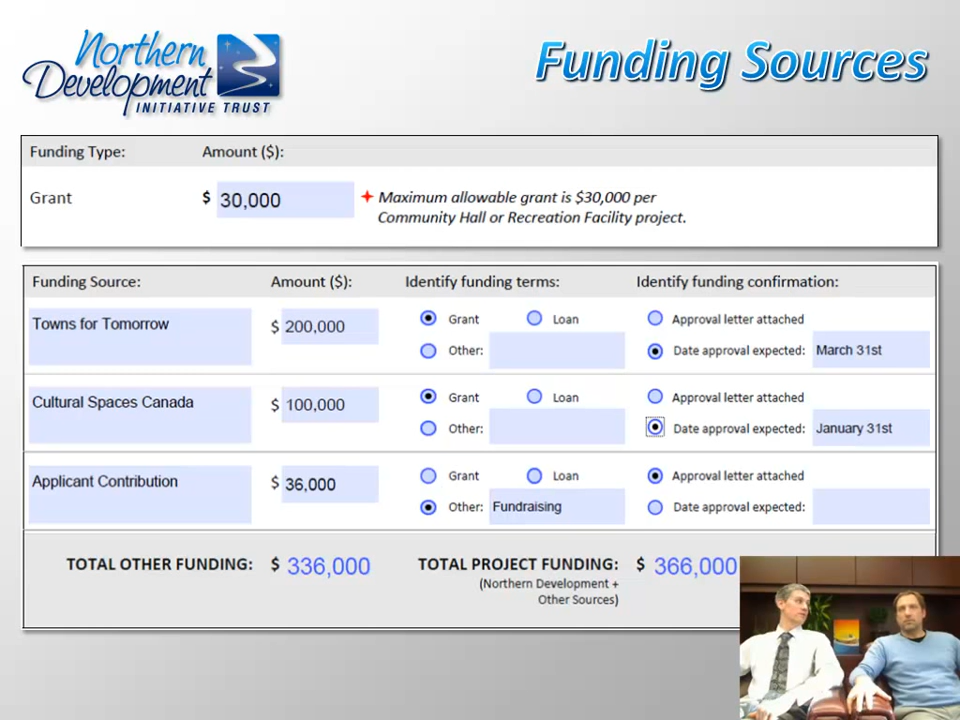 Northern
Development
INITIATIVE TRUST
Funding Sources
Funding Type: Amount ($):
Grant $ 30,000 Maximum allowable grant is $30,000 per
Community Hall or Recreation Facility project.
Funding Source: Amount ($): Identify funding terms: Identify funding confirmation:
Towns for Tomorrow $ 200,000 Grant Loan Approval letter attached
Other: Date approval expected: March 31st
Cultural Spaces Canada $ 100,000 Grant Loan Approval letter attached
Other: Date approval expected: January 31st
Applicant Contribution $ 36,000 Grant Loan Approval letter attached
Other: Fundraising Date approval expected:
TOTAL OTHER FUNDING: $ 336,000 TOTAL PROJECT FUNDING: $ 366,000
(Northern Development +
Other Sources)